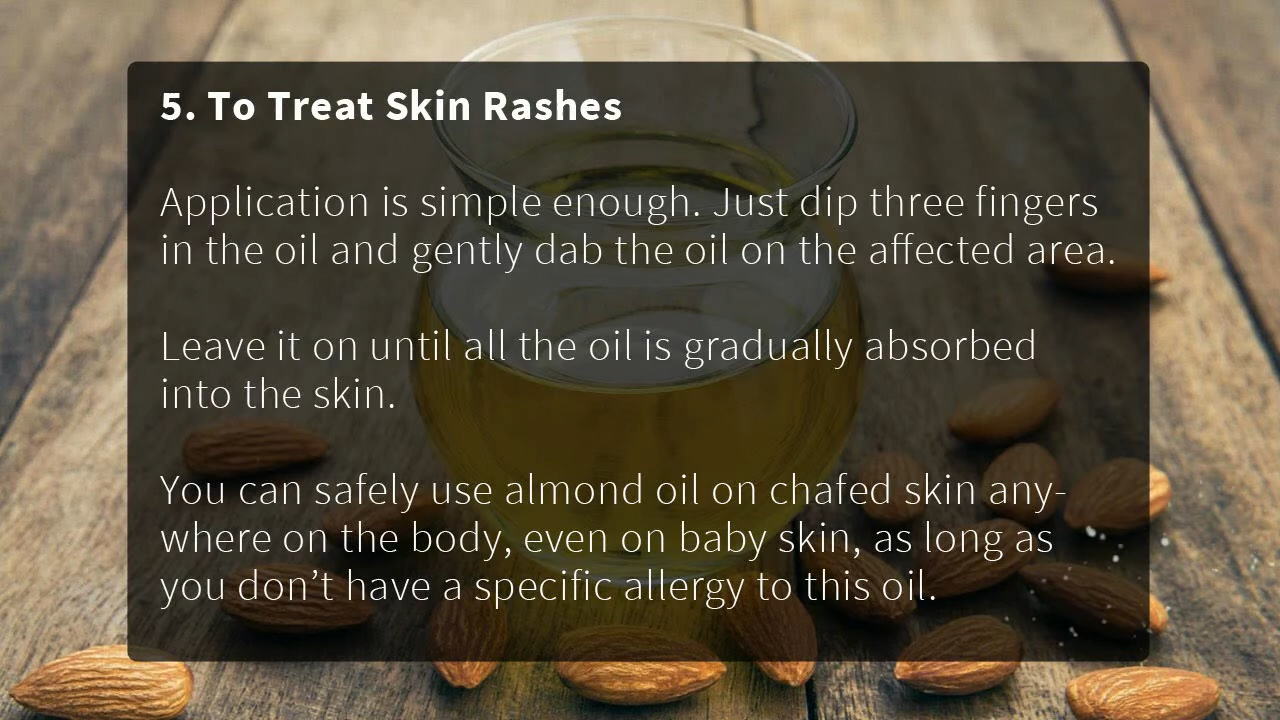 5. To Treat Skin Rashes
Application is simple enough. Just dip three fingers
in the oil and gently dab the oil on the affected area.
Leave it on until all the oil is gradually absorbed
into the skin.
You can safely use almond oil on chafed skin any-
where on the body, even on baby skin, as long as
you don’t have a specific allergy to this oil.